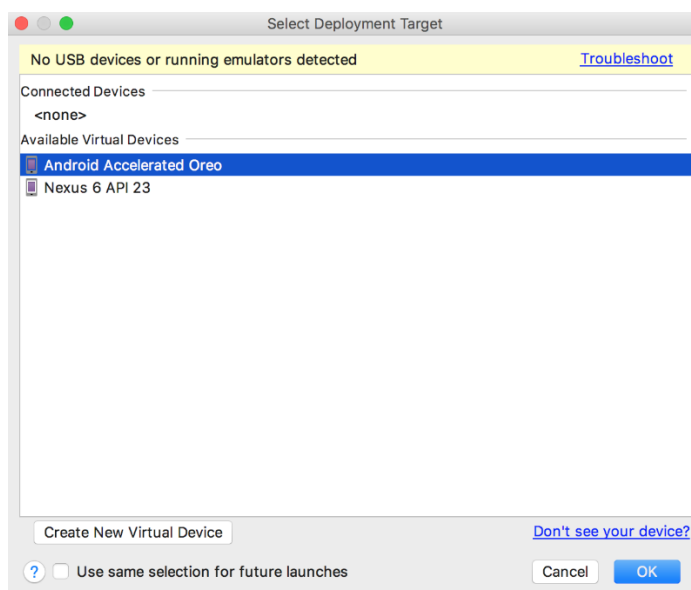 Select Deployment Target
No USB devices or running emulators detected Troubleshoot
Connected Devices
<none>
Available Virtual Devices
Android Accelerated Oreo
Nexus 6 API 23
Create New Virtual Device Don't see your device?
? Use same selection for future launches Cancel OK